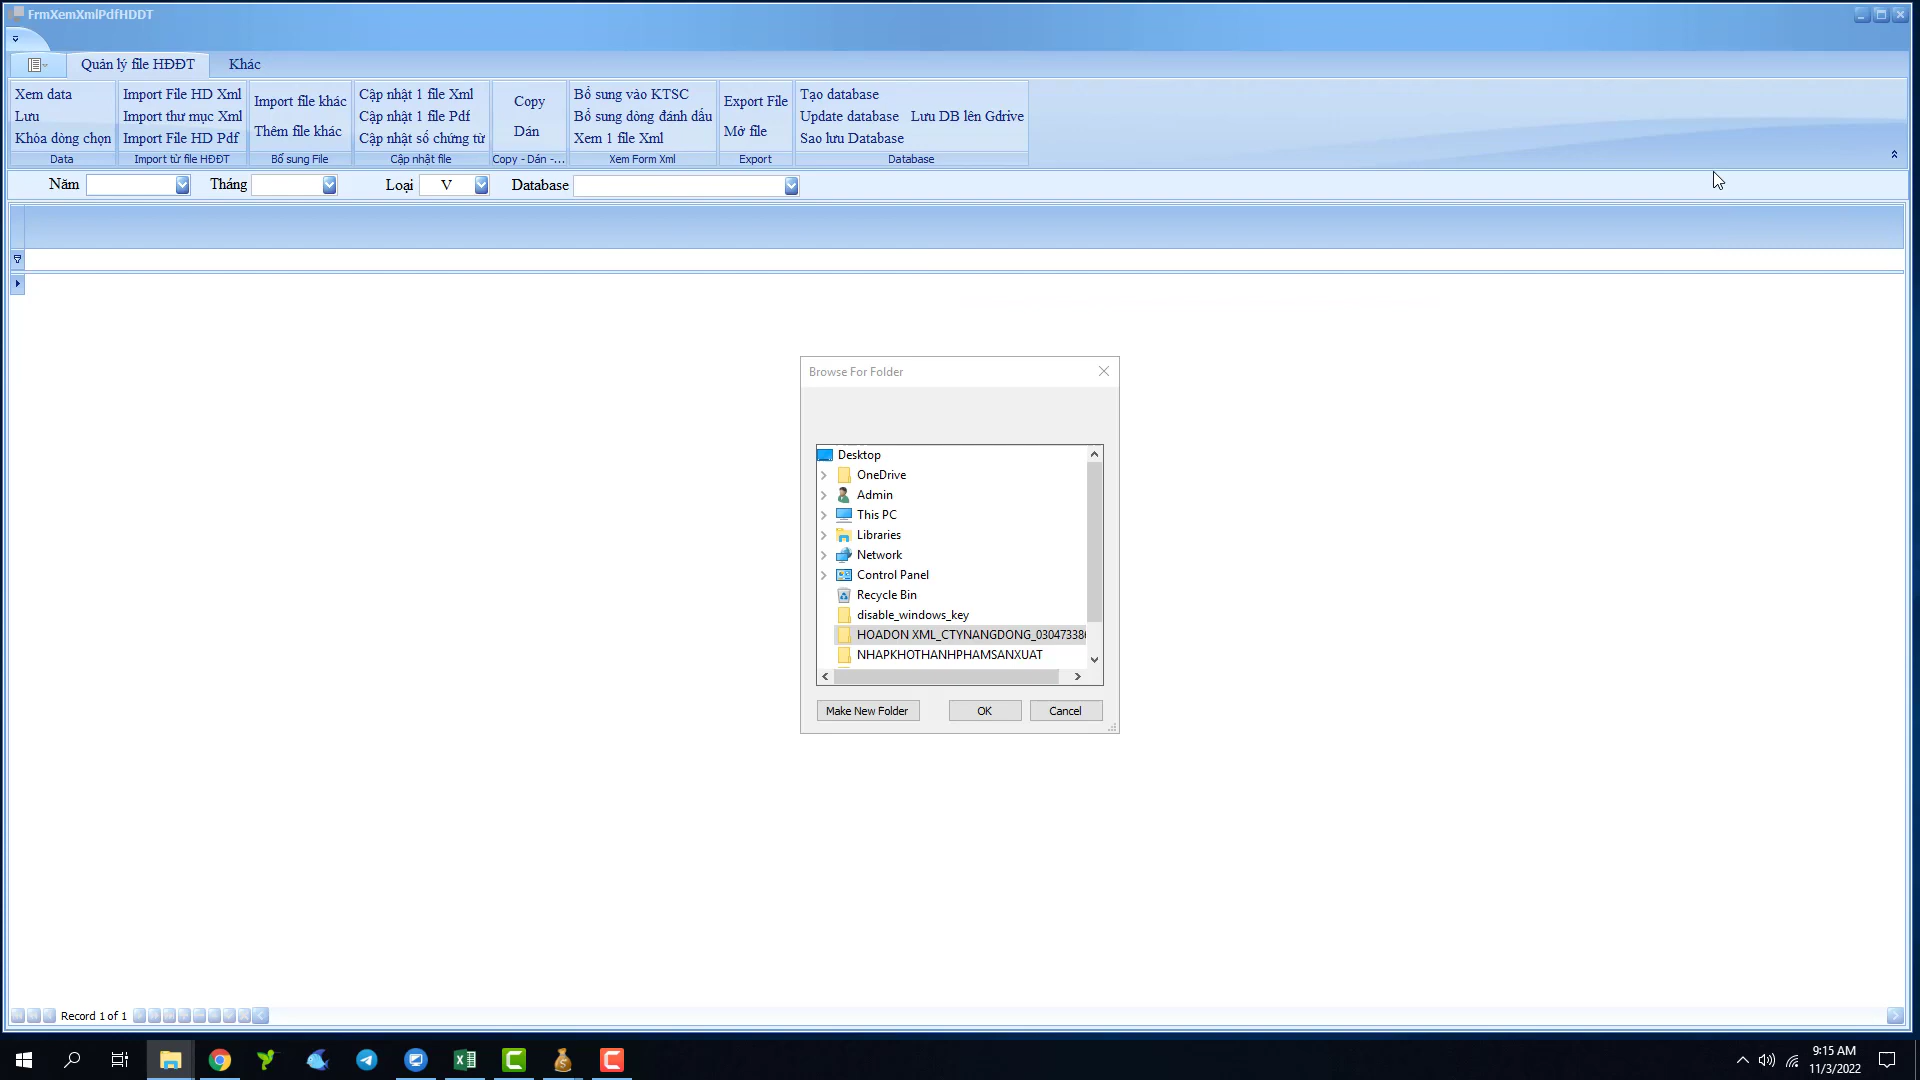 FrmXemXmlPdfHDDT
Quản lý file HĐĐT Khác
Xem data
Lưu
Khóa dòng chọn
Data
Import File HD Xml
Import thư mục Xml
Import File HD Pdf
Import từ file HĐĐT
Import file khác
Thêm file khác
Bổ sung File
Cập nhật 1 file Xml
Cập nhật 1 file Pdf
Cập nhật số chứng từ
Cập nhật file
Copy
Dán
Copy - Dán -...
Bổ sung vào KTSC
Bổ sung dòng đánh dấu
Xem 1 file Xml
Xem Form Xml
Export File
Mở file
Export
Tạo database
Update database Lưu DB lên Gdrive
Sao lưu Database
Database
Năm Tháng Loại V Database
Browse For Folder
Desktop
OneDrive
Admin
This PC
Libraries
Network
Control Panel
Recycle Bin
disable_windows_key
HOADON XML_CTYNANGDONG_03047338
NHAPKHOTHANHPHAMSANXUAT
Make New Folder OK Cancel
Record 1 of 1
9:15 AM
11/3/2022